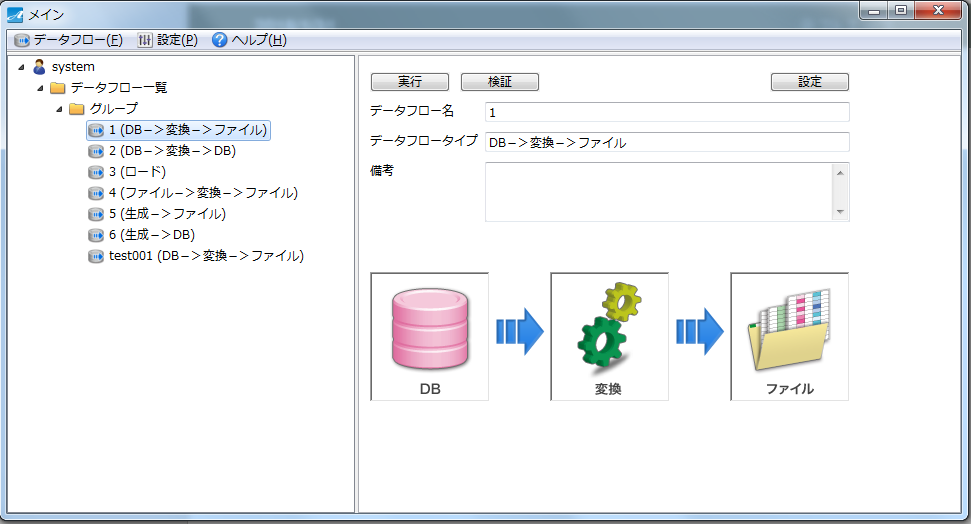 メイン
データフロー(F) 設定(P) ヘルプ(H)
system
データフロー一覧
グループ
1 (DB->変換->ファイル)
2 (DB->変換->DB)
3 (ロード)
4 (ファイル->変換->ファイル)
5 (生成->ファイル)
6 (生成->DB)
test001 (DB->変換->ファイル)
実行 検証 設定
データフロー名 1
データフロータイプ DB->変換->ファイル
備考
DB 変換 ファイル